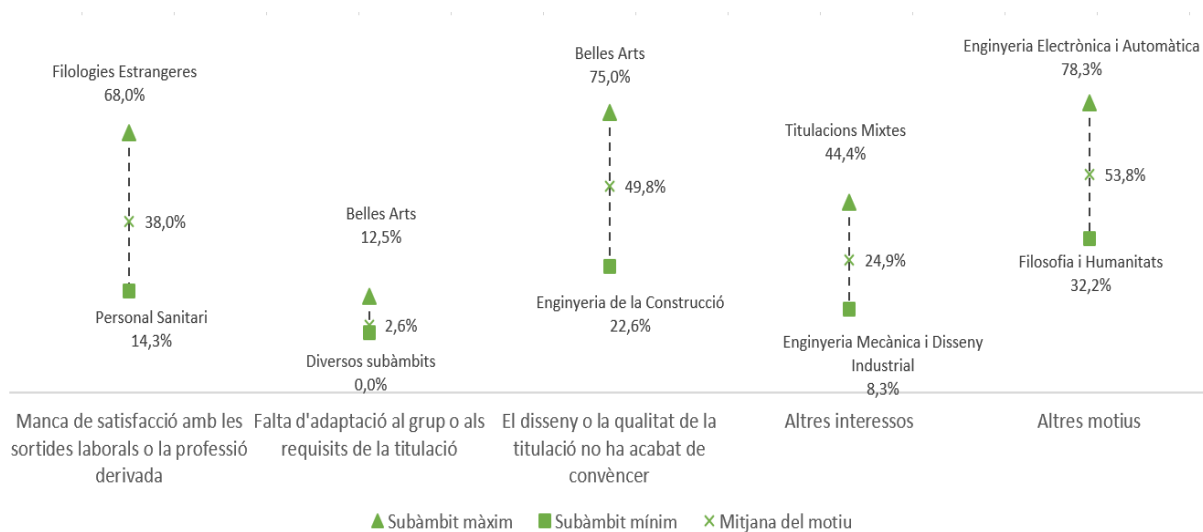 Filologies Estrangeres
68,0%
38,0%
Personal Sanitari
14,3%
Manca de satisfacció amb les
sortides laborals o la professió
derivada
Belles Arts
12,5%
2,6%
Diversos subàmbits
0,0%
Falta d'adaptació al grup o als
requisits de la titulació
Belles Arts
75,0%
49,8%
Enginyeria de la Construcció
22,6%
El disseny o la qualitat de la
titulació no ha acabat de
convèncer
Titulacions Mixtes
44,4%
24,9%
Enginyeria Mecànica i Disseny
Industrial
8,3%
Altres interessos
Enginyeria Electrònica i Automàtica
78,3%
53,8%
Filosofia i Humanitats
32,2%
Altres motius
Subàmbit màxim
Subàmbit mínim
Mitjana del motiu